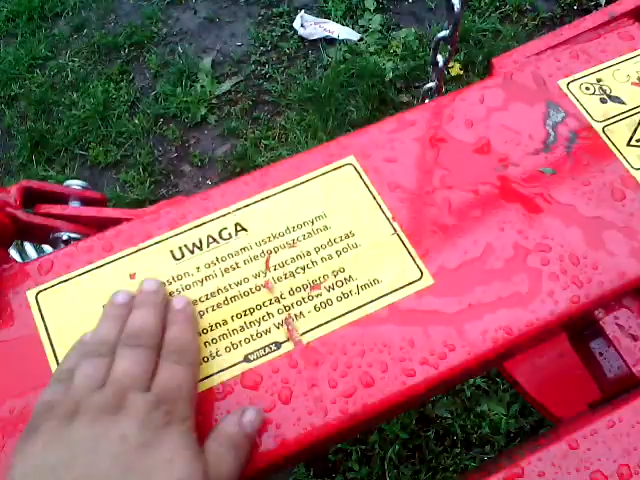 UWAGA
osłon, z osłonami uszkodzonymi
esionymi jest niedopuszczalna.
eczeństwo wyrzucania podczas
przedmiotów leżących na polu.
ożna rozpocząć dopiero po
nominalnych obrotów WOM.
ość obrotów WOM - 600 obr./min.
WIRAX